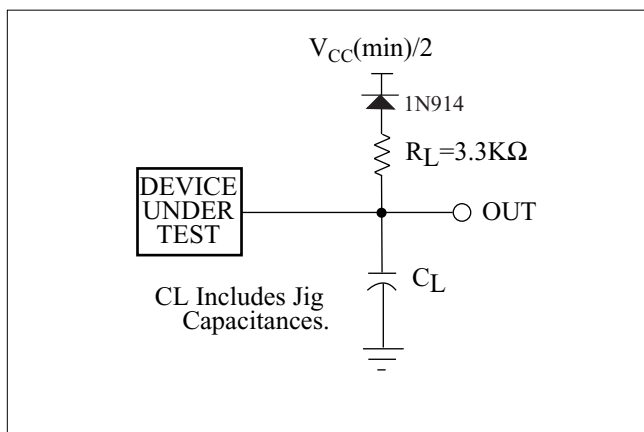 V_CC(min)/2
1N914
R_L=3.3KΩ
DEVICE
UNDER
TEST
OUT
C_L
CL Includes Jig
Capacitances.